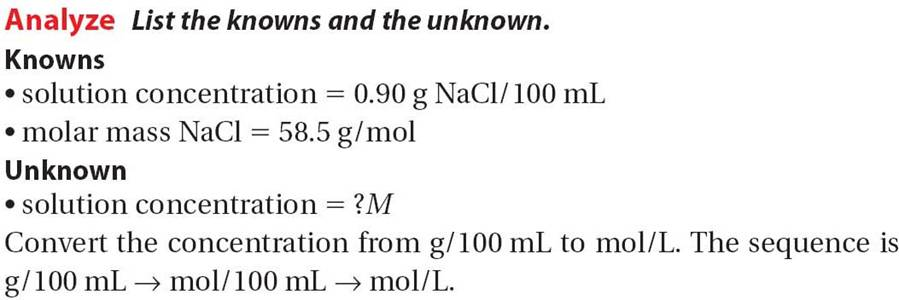 Analyze List the knowns and the unknown.
Knowns
• solution concentration = 0.90 g NaCl/100 mL
• molar mass NaCl = 58.5 g/mol
Unknown
• solution concentration = ?M
Convert the concentration from g/100 mL to mol/L. The sequence is
g/100 mL → mol/100 mL → mol/L.